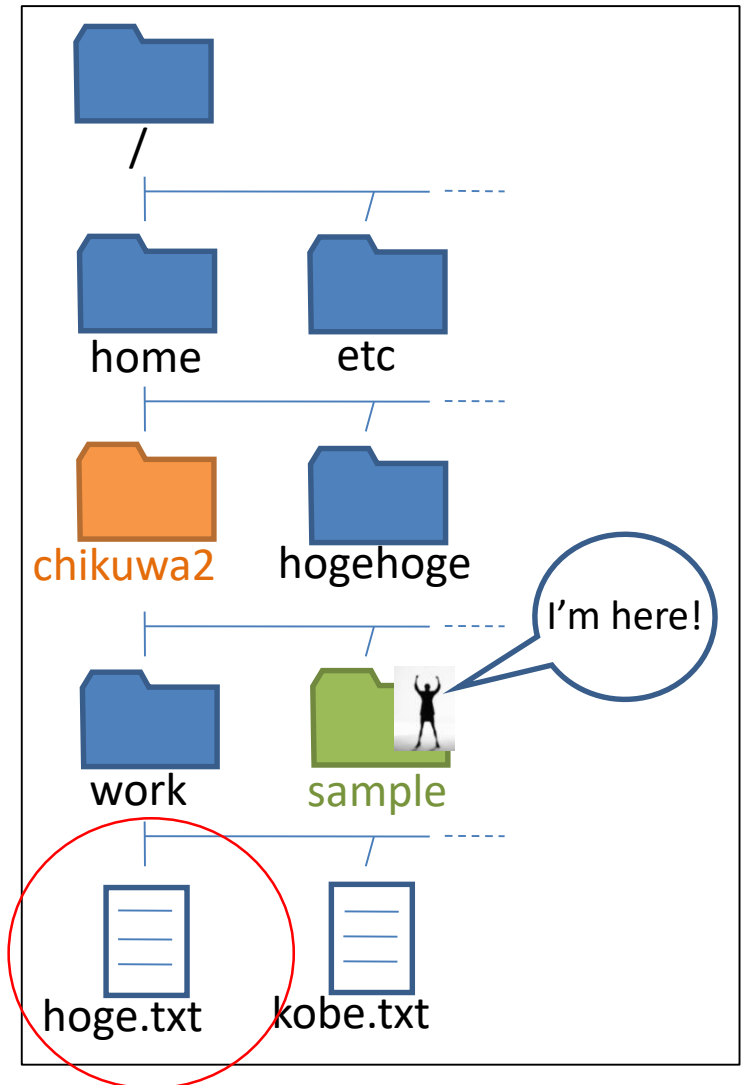 /
home
etc
chikuwa2
hogehoge
I’m here!
work
sample
hoge.txt
kobe.txt